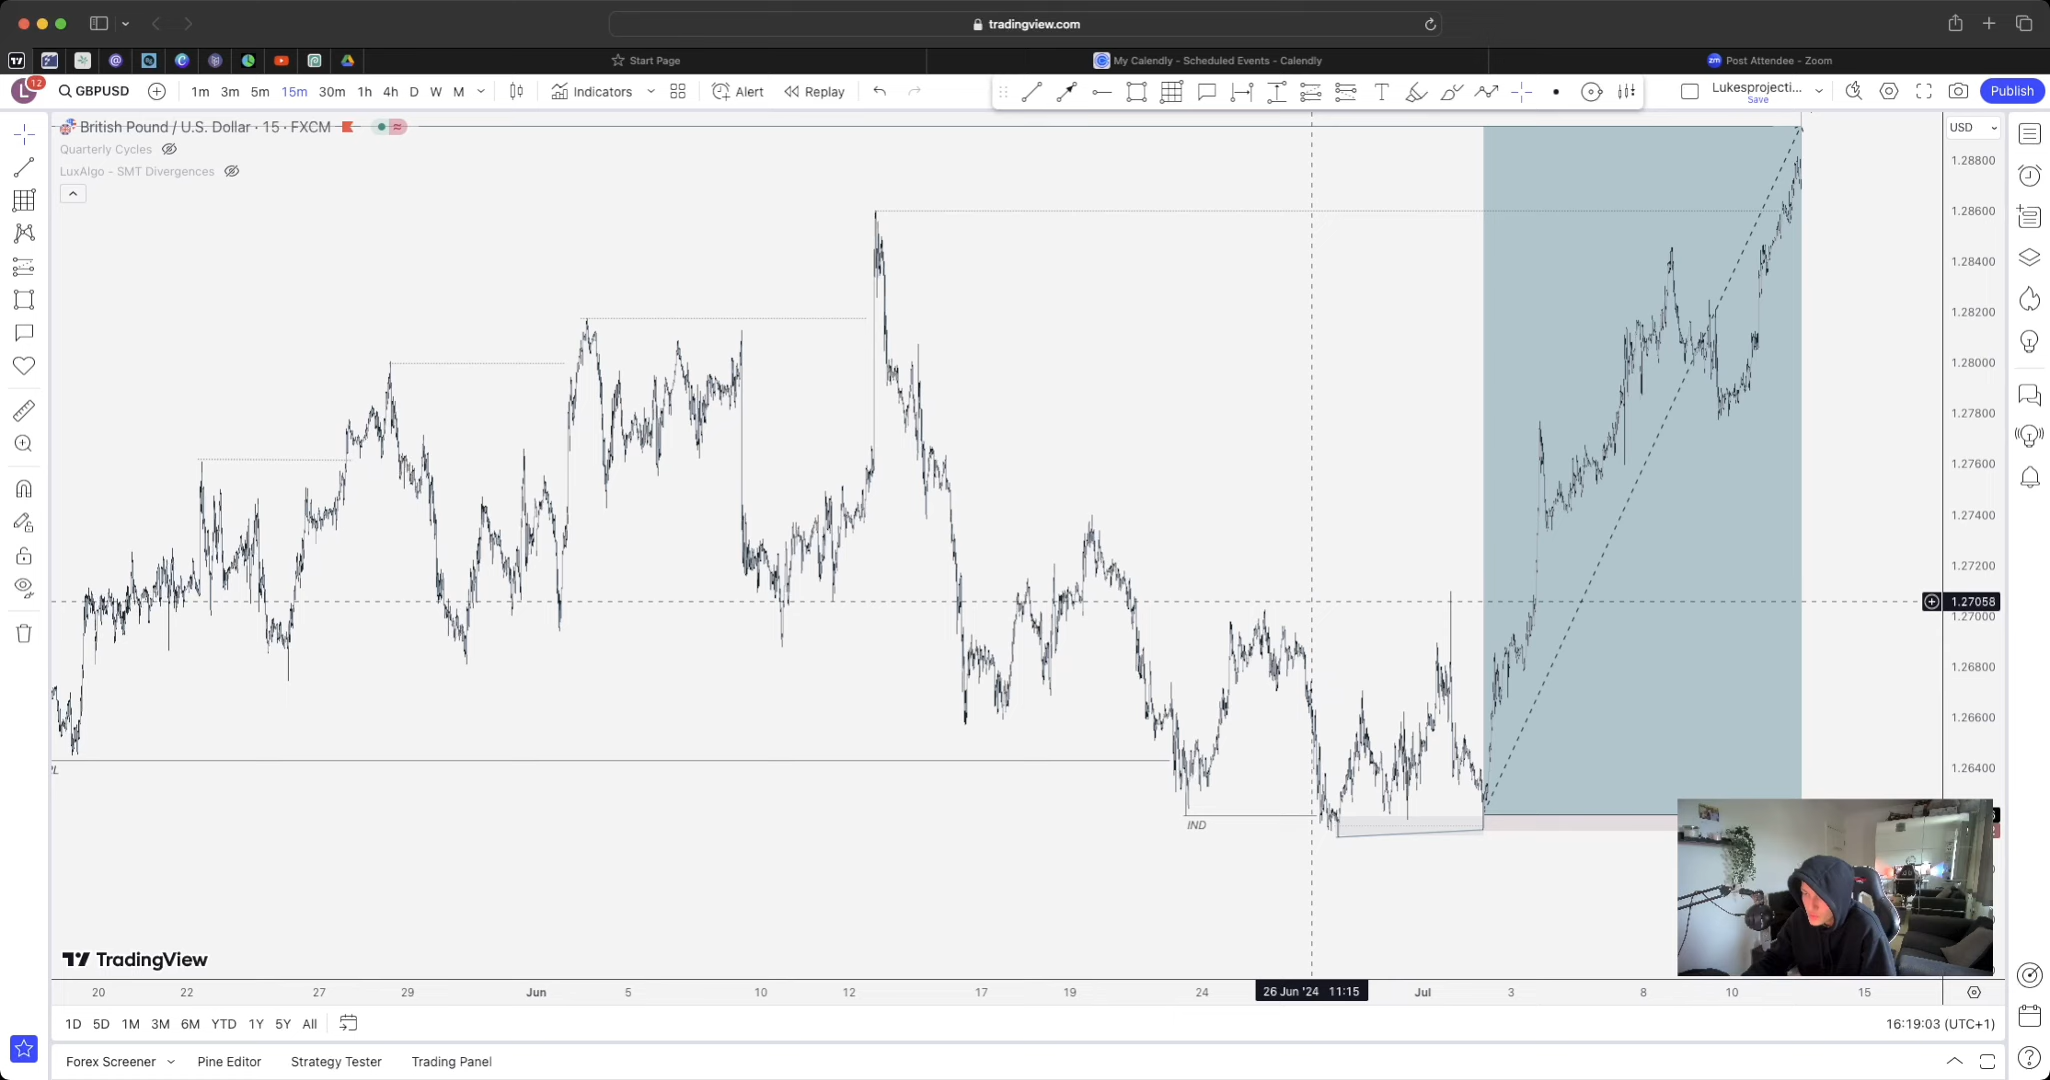 tradingview.com
Start Page
My Calendly - Scheduled Events - Calendly
Post Attendee - Zoom
L 12
GBPUSD
1m 3m 5m 15m 30m 1h 4h D W M
Indicators
Alert
Replay
Lukesprojecti...
Save
Publish
British Pound / U.S. Dollar · 15 · FXCM
Quarterly Cycles
LuxAlgo - SMT Divergences
USD
1.28800
1.28600
1.28400
1.28200
1.28000
1.27800
1.27600
1.27400
1.27200
1.27058
1.27000
1.26800
1.26600
1.26400
IND
TradingView
20 22 27 29 Jun 5 10 12 17 19 24 26 Jun '24 11:15 Jul 3 8 10 15
1D 5D 1M 3M 6M YTD 1Y 5Y All
16:19:03 (UTC+1)
Forex Screener
Pine Editor
Strategy Tester
Trading Panel